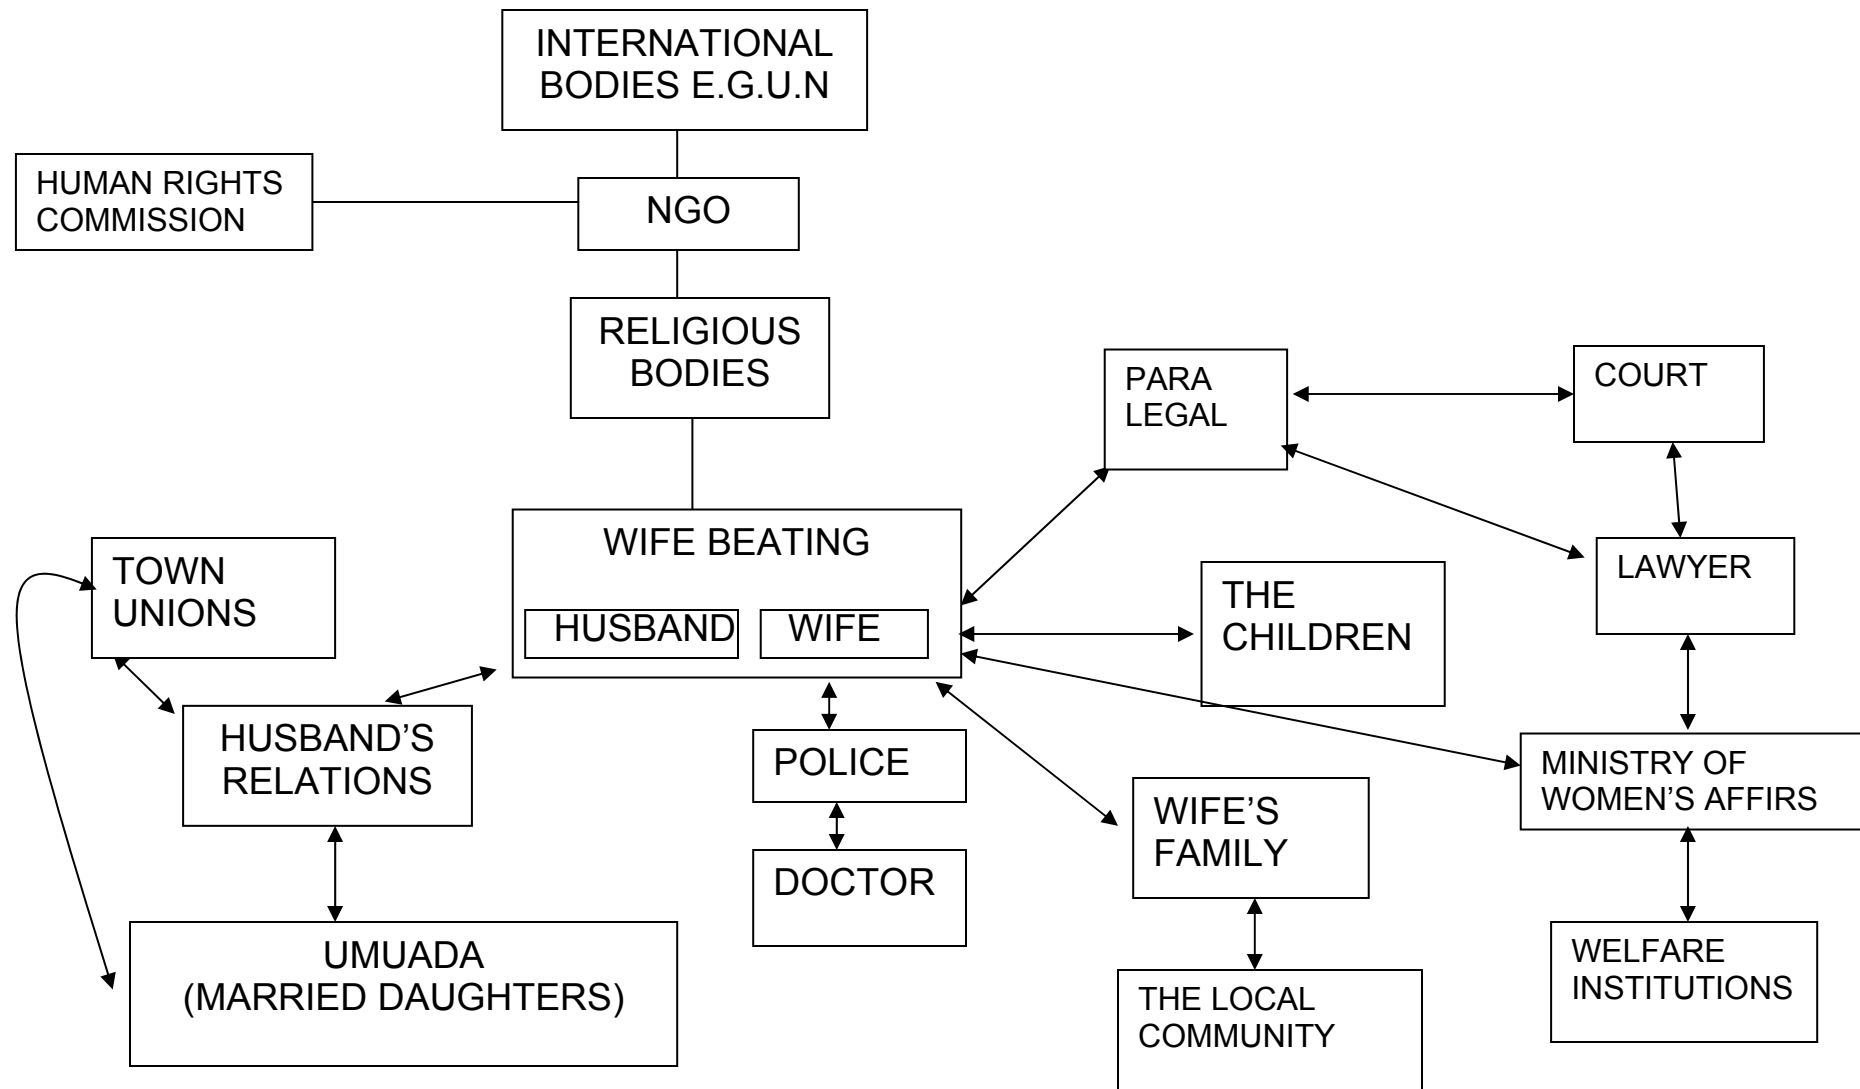 INTERNATIONAL
BODIES E.G.U.N
HUMAN RIGHTS
COMMISSION
NGO
RELIGIOUS
BODIES
PARA
LEGAL
COURT
WIFE BEATING
HUSBAND
WIFE
TOWN
UNIONS
THE
CHILDREN
LAWYER
HUSBAND’S
RELATIONS
POLICE
DOCTOR
WIFE’S
FAMILY
MINISTRY OF
WOMEN’S AFFIRS
UMUADA
(MARRIED DAUGHTERS)
THE LOCAL
COMMUNITY
WELFARE
INSTITUTIONS